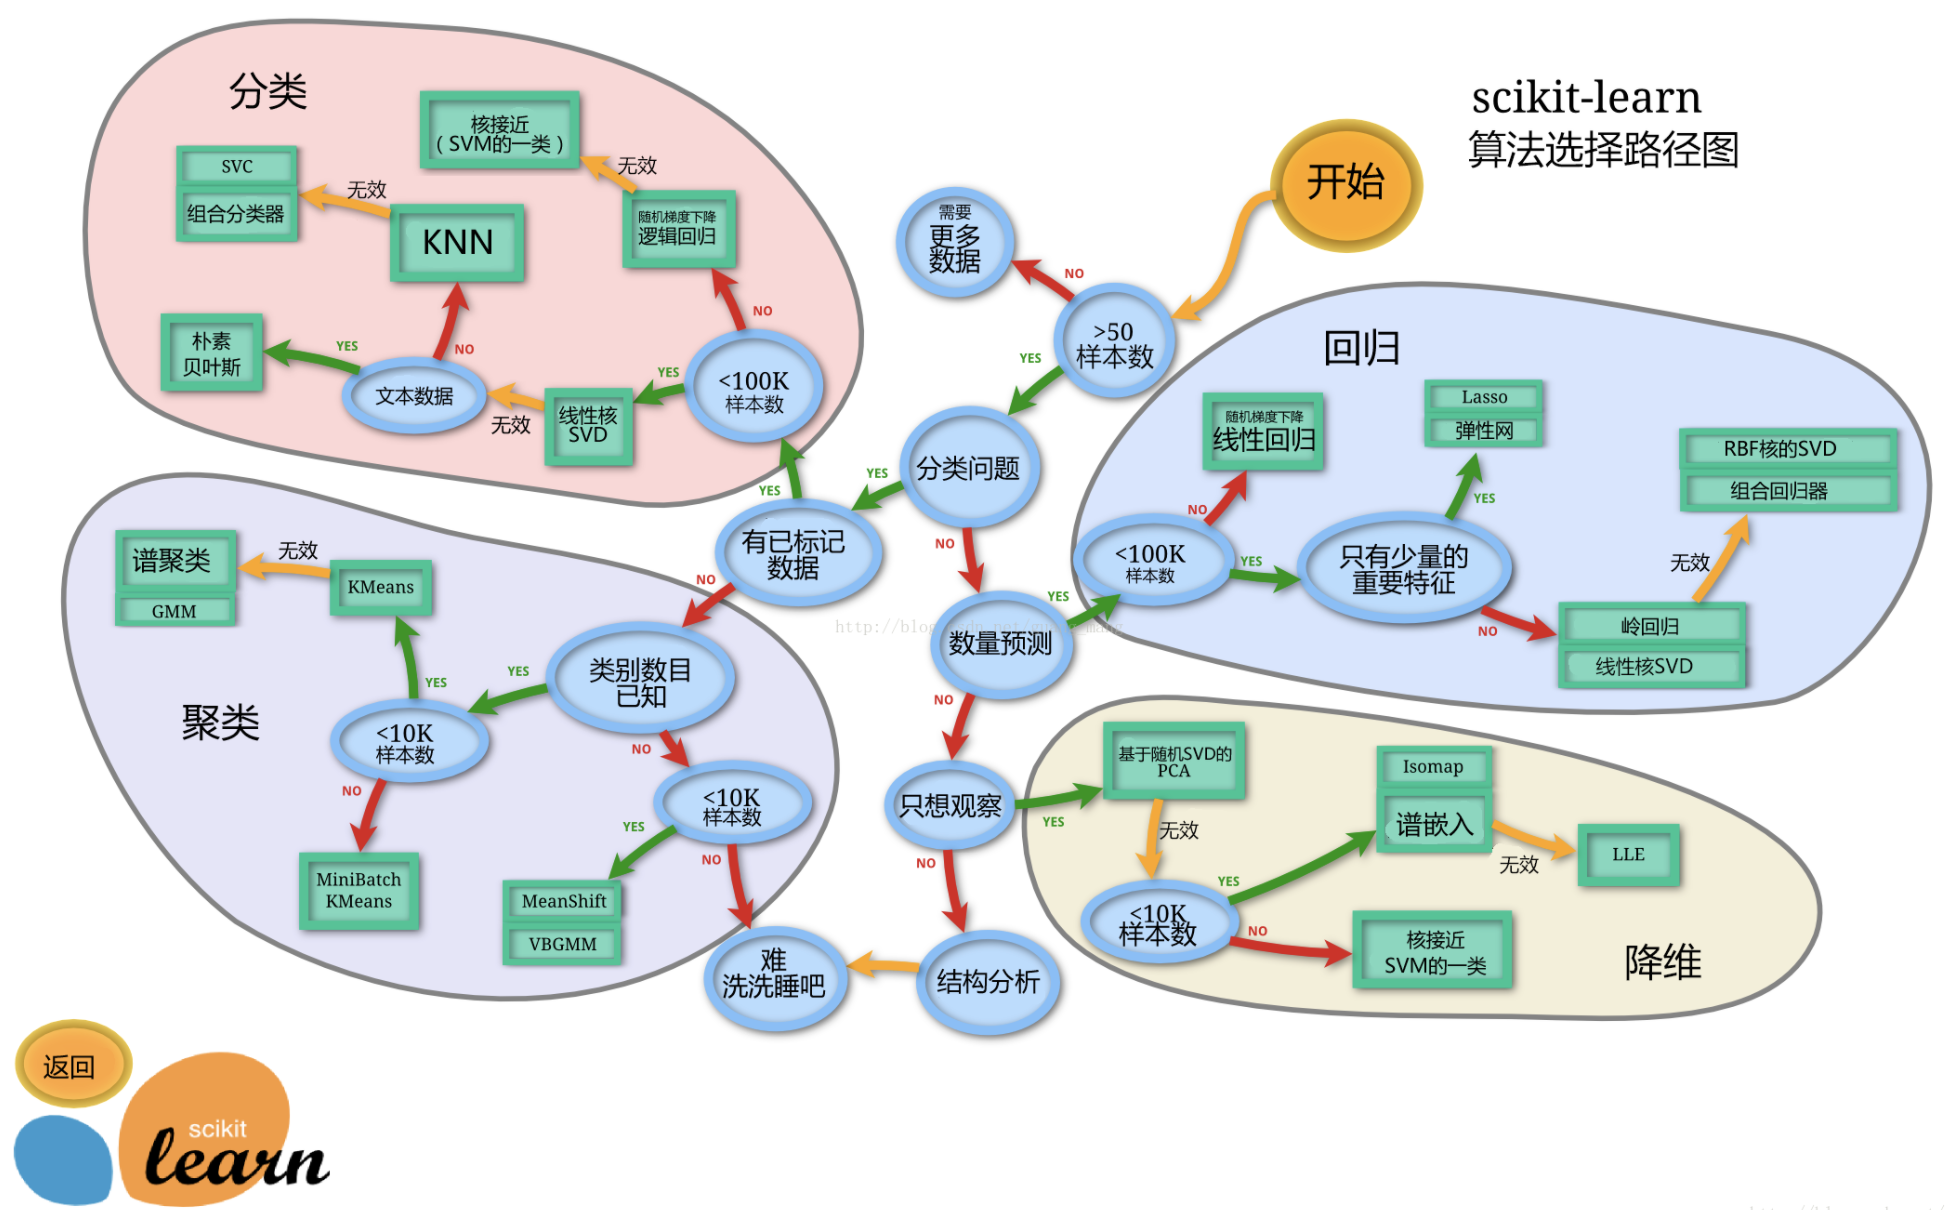 scikit-learn
算法选择路径图
开始
>50
样本数
NO
需要
更多
数据
YES
分类问题
YES
NO
有已标记
数据
YES
NO
分类
<100K
样本数
NO
YES
随机梯度下降
逻辑回归
无效
核接近
（SVM的一类）
线性核
SVD
无效
文本数据
YES
NO
朴素
贝叶斯
KNN
无效
SVC
组合分类器
聚类
类别数目
已知
YES
NO
<10K
样本数
YES
NO
KMeans
无效
谱聚类
GMM
MiniBatch
KMeans
<10K
样本数
YES
NO
MeanShift
VBGMM
难
洗洗睡吧
数量预测
YES
NO
回归
<100K
样本数
NO
YES
随机梯度下降
线性回归
只有少量的
重要特征
YES
NO
Lasso
弹性网
岭回归
线性核SVD
无效
RBF核的SVD
组合回归器
只想观察
YES
NO
结构分析
降维
基于随机SVD的
PCA
无效
<10K
样本数
YES
NO
Isomap
谱嵌入
无效
LLE
核接近
SVM的一类
返回
scikit
learn